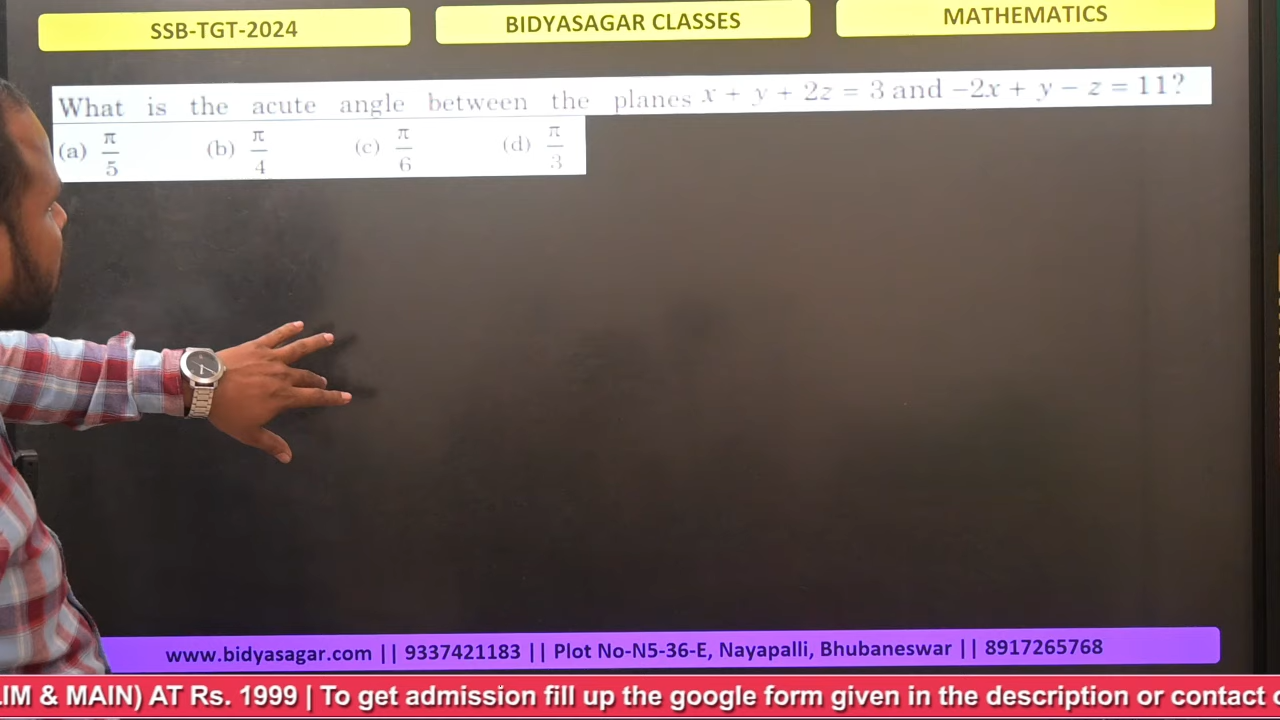 SSB-TGT-2024
BIDYASAGAR CLASSES
MATHEMATICS
What is the acute angle between the planes x + y + 2z = 3 and −2x + y − z = 11?
(a) π/5 (b) π/4 (c) π/6 (d) π/3
www.bidyasagar.com || 9337421183 || Plot No-N5-36-E, Nayapalli, Bhubaneswar || 8917265768
IM & MAIN) AT Rs. 1999 | To get admission fill up the google form given in the description or contact